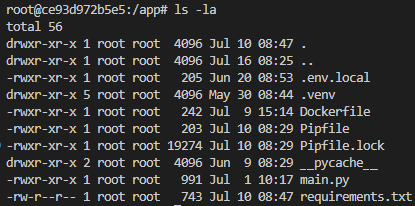 root@ce93d972b5e5:/app# ls -la
total 56
drwxr-xr-x 1 root root  4096 Jul 10 08:47 .
drwxr-xr-x 1 root root  4096 Jul 16 08:25 ..
-rwxr-xr-x 1 root root   205 Jun 20 08:53 .env.local
drwxr-xr-x 5 root root  4096 May 30 08:44 .venv
-rwxr-xr-x 1 root root   242 Jul  9 15:14 Dockerfile
-rwxr-xr-x 1 root root   203 Jul 10 08:29 Pipfile
-rwxr-xr-x 1 root root 19274 Jul 10 08:29 Pipfile.lock
drwxr-xr-x 2 root root  4096 Jun  9 08:29 __pycache__
-rwxr-xr-x 1 root root   991 Jul  1 10:17 main.py
-rw-r--r-- 1 root root   743 Jul 10 08:47 requirements.txt